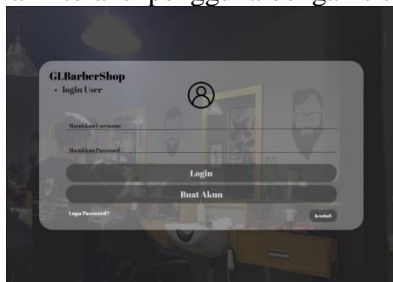 GLBarberShop
• login User
Masukkan Username
Masukkan Password
Login
Buat Akun
Lupa Password?
kembali